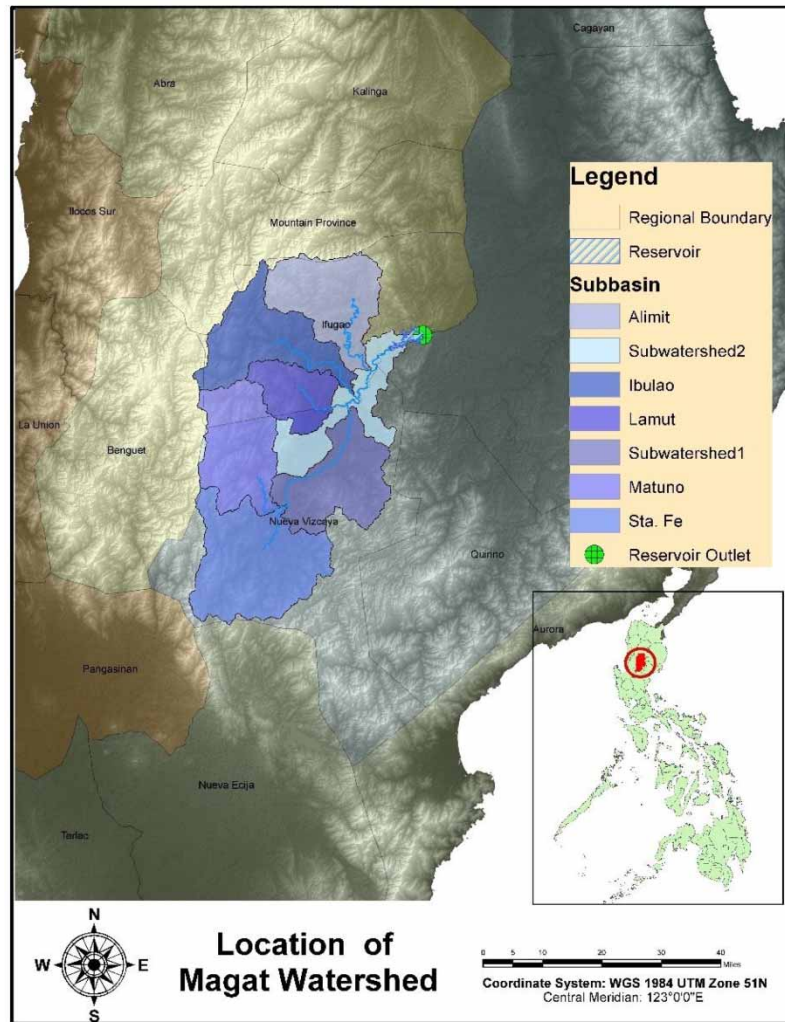 Cagayan
Abra
Kalinga
Ilocos Sur
Mountain Province
Ifugao
La Union
Benguet
Nueva Vizcaya
Quirino
Aurora
Pangasinan
Nueva Ecija
Tarlac
Legend
Regional Boundary
Reservoir
Subbasin
Alimit
Subwatershed2
Ibulao
Lamut
Subwatershed1
Matuno
Sta. Fe
Reservoir Outlet
N
W
E
S
Location of
Magat Watershed
0 5 10 20 30 40
Miles
Coordinate System: WGS 1984 UTM Zone 51N
Central Meridian: 123°0'0"E